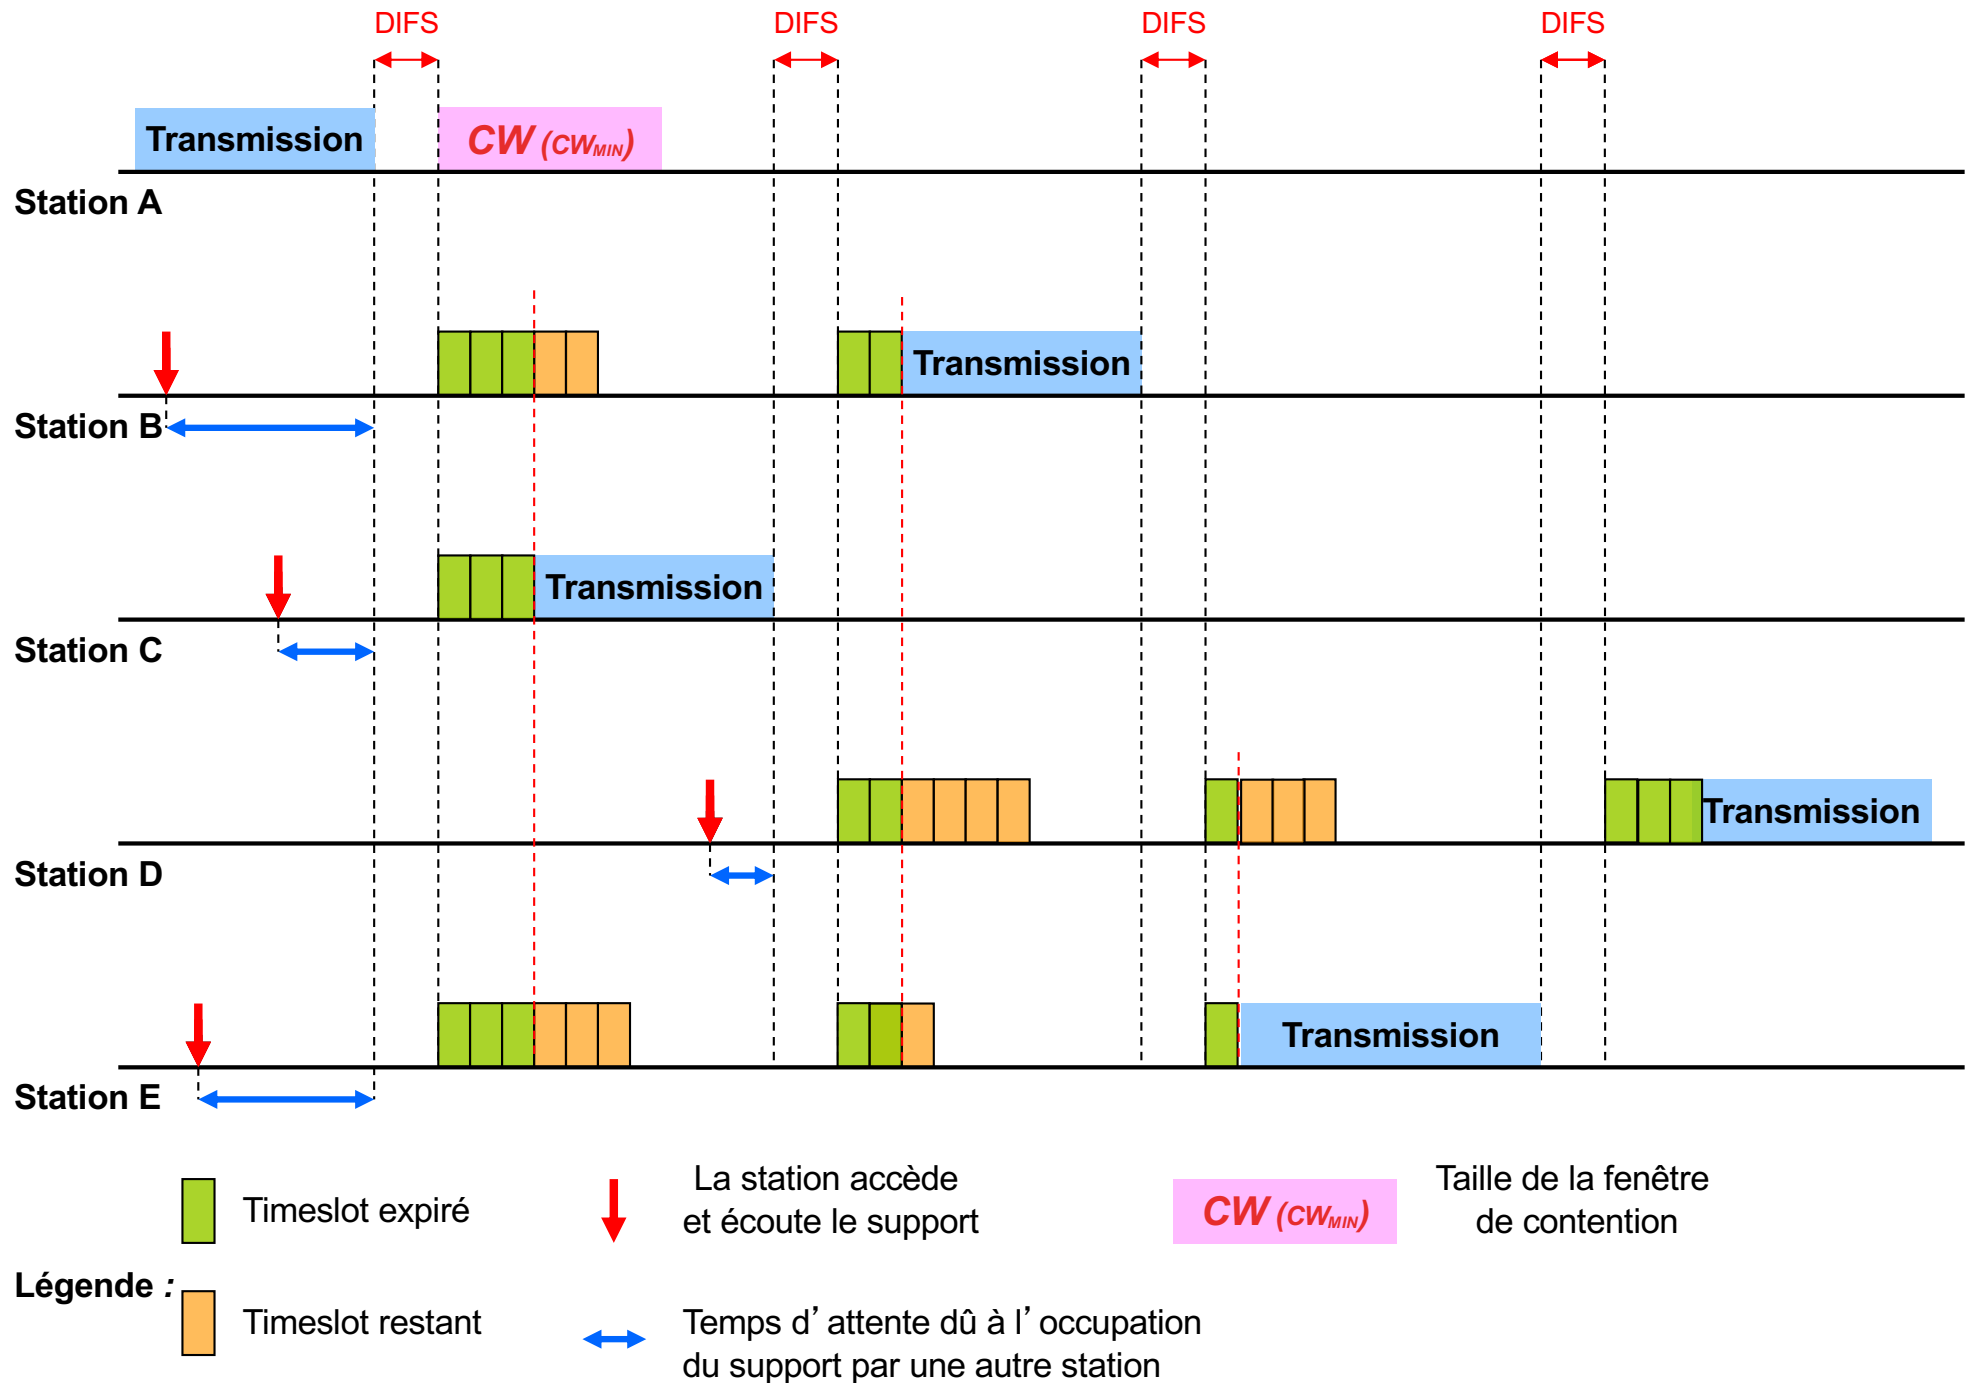 DIFS DIFS DIFS DIFS
Transmission CW (CWMIN)
Station A
Transmission
Station B
Transmission
Station C
Transmission
Station D
Transmission
Station E
La station accède
et écoute le support
Timeslot expiré
CW (CWMIN)
Taille de la fenêtre
de contention
Légende :
Timeslot restant
Temps d’ attente dû à l’ occupation
du support par une autre station